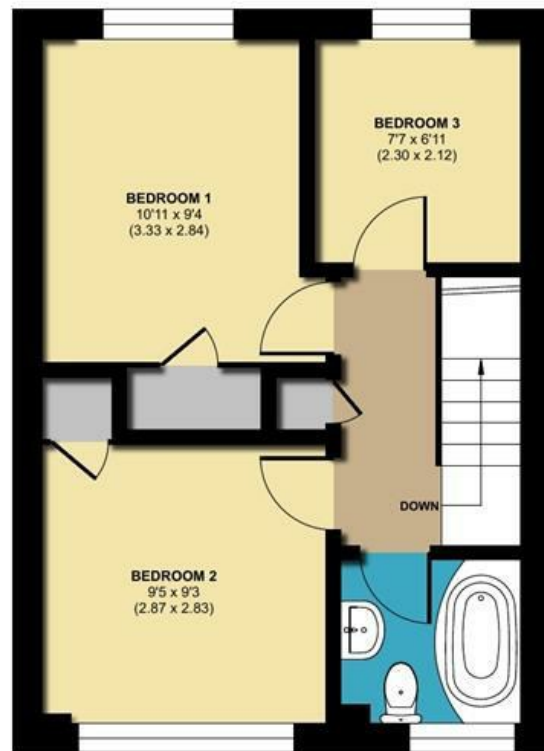 BEDROOM 1
10'11 x 9'4
(3.33 x 2.84)
BEDROOM 3
7'7 x 6'11
(2.30 x 2.12)
DOWN
BEDROOM 2
9'5 x 9'3
(2.87 x 2.83)